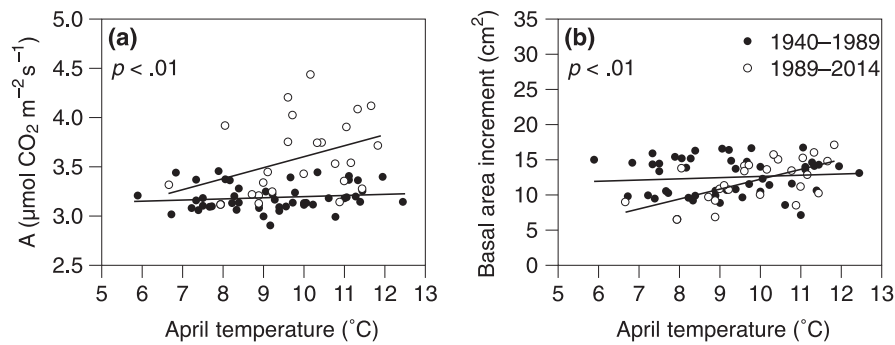 (a)
p < .01
5.0
4.5
4.0
3.5
3.0
2.5
A (μmol CO₂ m⁻² s⁻¹)
5 6 7 8 9 10 11 12 13
April temperature (˚C)
(b)
p < .01
1940–1989
1989–2014
35
30
25
20
15
10
5
0
Basal area increment (cm²)
5 6 7 8 9 10 11 12 13
April temperature (˚C)